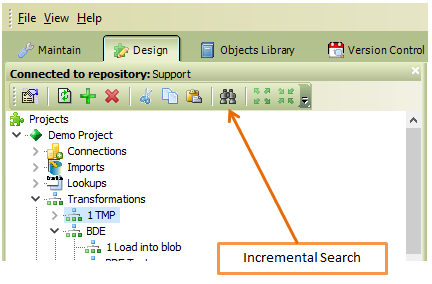 File View Help
Maintain Design Objects Library Version Control
Connected to repository: Support
Projects
Demo Project
Connections
Imports
Lookups
Transformations
1 TMP
BDE
1 Load into blob
Incremental Search